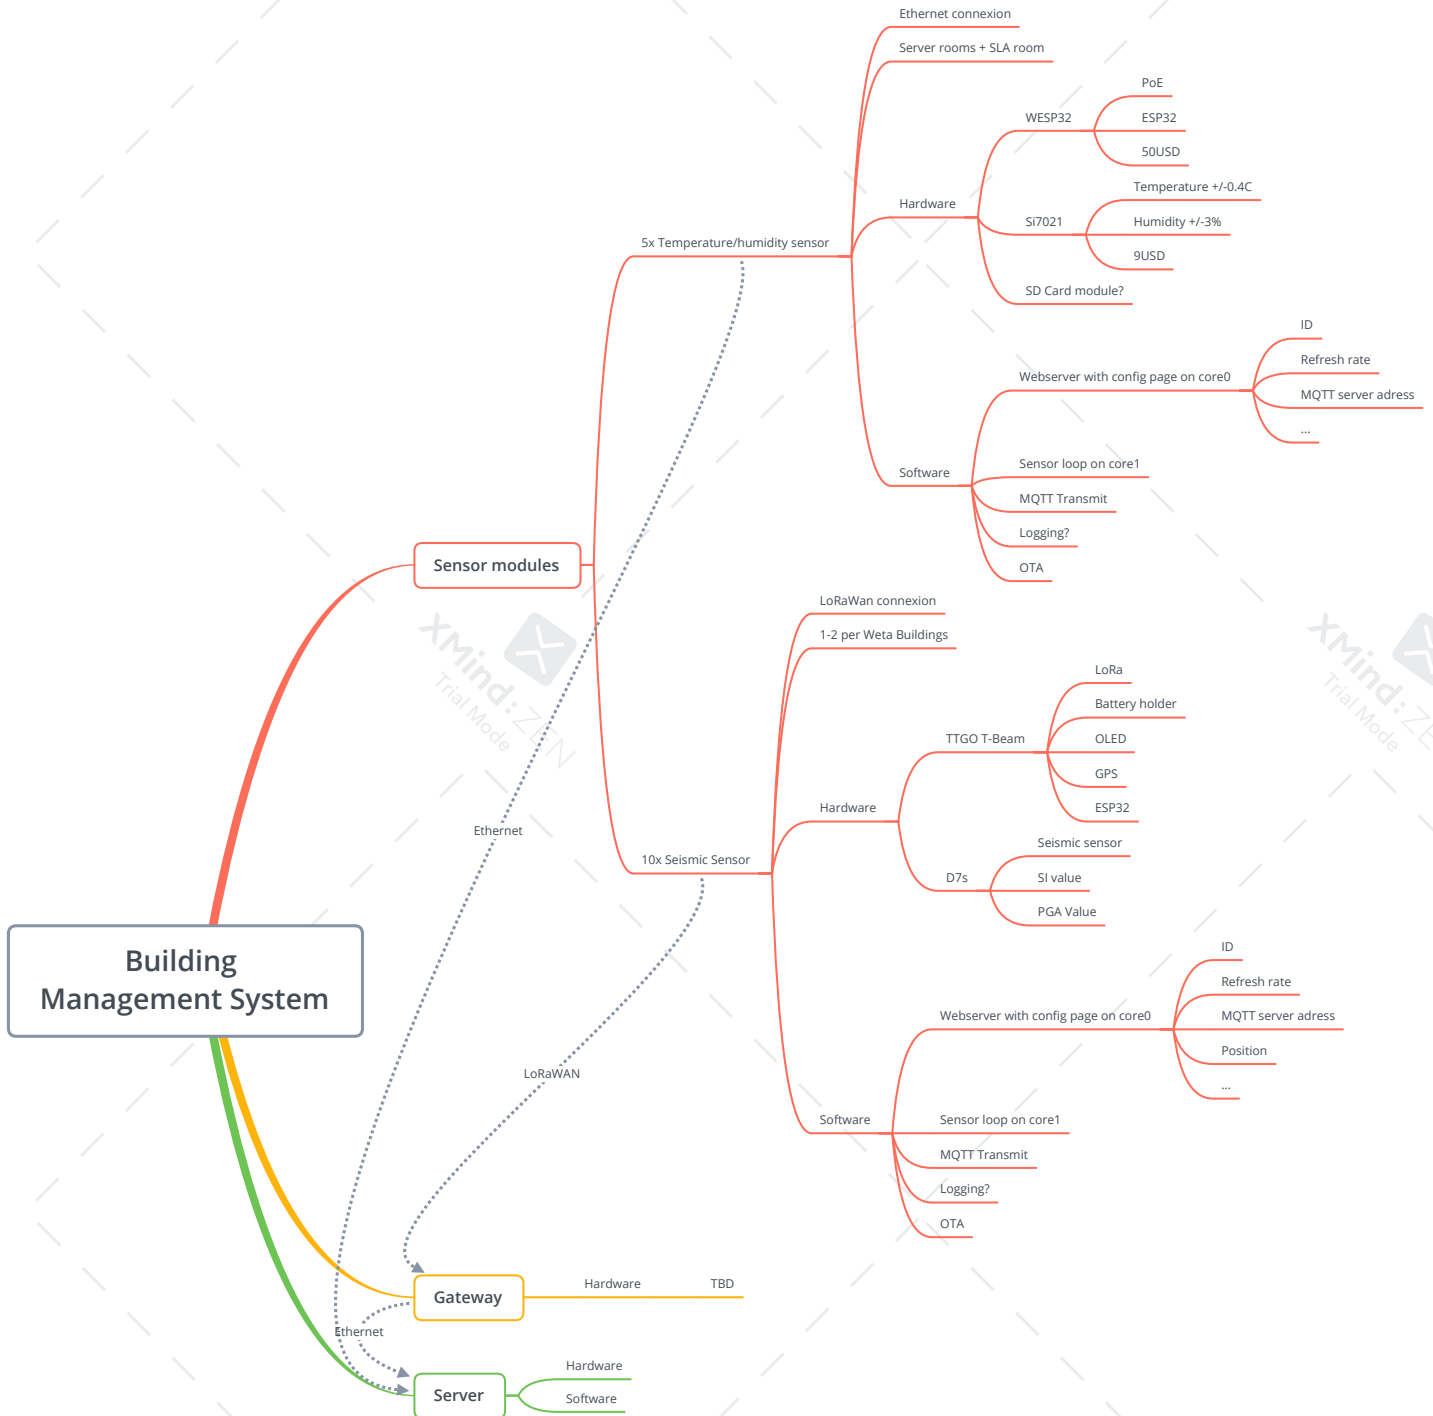 Ethernet connexion
Server rooms + SLA room
PoE
WESP32
ESP32
50USD
Temperature +/-0.4C
Hardware
Si7021
Humidity +/-3%
9USD
5x Temperature/humidity sensor
SD Card module?
ID
Refresh rate
Webserver with config page on core0
MQTT server adress
...
Sensor loop on core1
Software
MQTT Transmit
Logging?
OTA
Sensor modules
LoRaWan connexion
1-2 per Weta Buildings
XMind:ZEN
Trial Mode
XMind:ZE
Trial Mode
LoRa
Battery holder
TTGO T-Beam
OLED
GPS
Hardware
ESP32
Ethernet
Seismic sensor
10x Seismic Sensor
D7s
SI value
PGA Value
Building
Management System
ID
Refresh rate
Webserver with config page on core0
MQTT server adress
Position
...
LoRaWAN
Software
Sensor loop on core1
MQTT Transmit
Logging?
OTA
Gateway
Hardware
TBD
Ethernet
Hardware
Server
Software